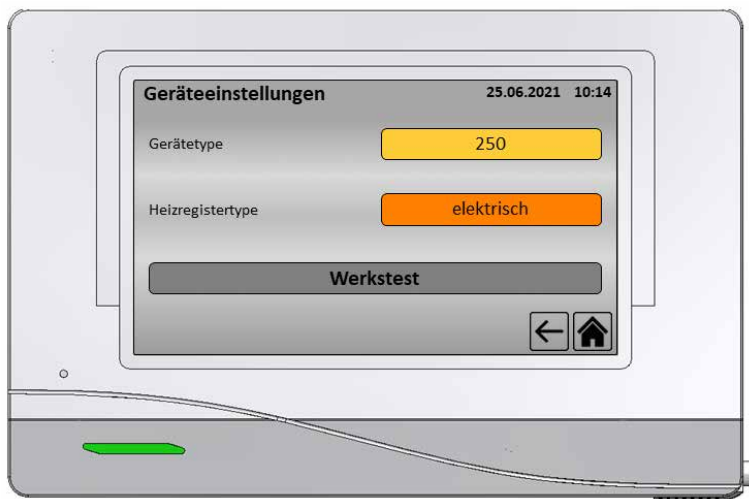 Geräteeinstellungen 25.06.2021 10:14
Gerätetype 250
Heizregistertype elektrisch
Werkstest